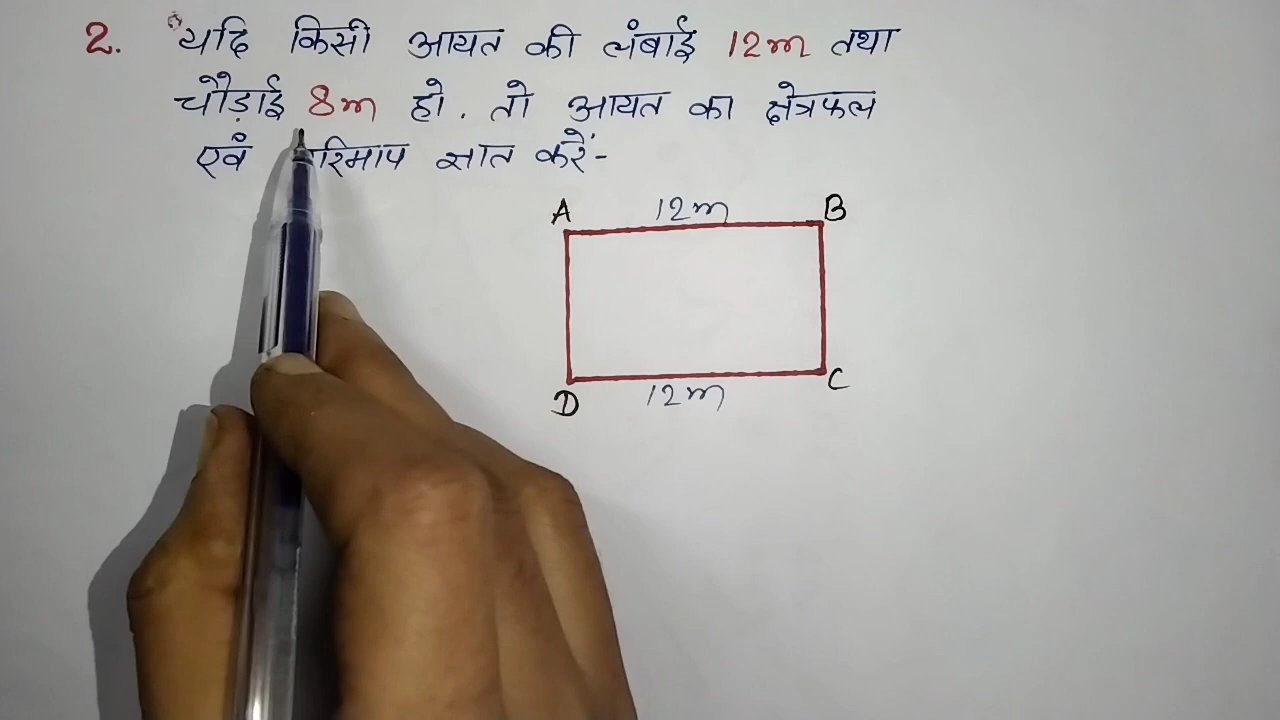 2. यदि किसी आयत की लंबाई 12m तथा
चौड़ाई 8m हो. तो आयत का क्षेत्रफल
एवं ज्ञात करें-
A 12m B
D 12m C